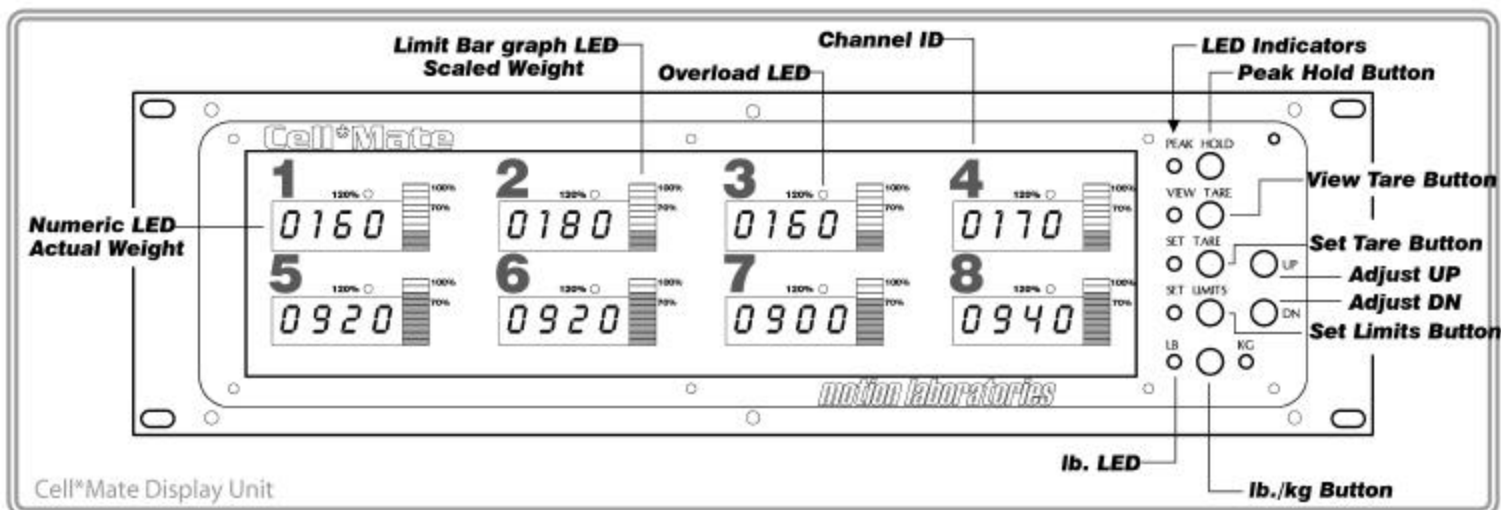 Limit Bar graph LED
Scaled Weight
Channel ID
Overload LED
LED Indicators
Peak Hold Button
Cell*Mate
PEAK HOLD
1 120% 100% 70% 0160
2 120% 100% 70% 0180
3 120% 100% 70% 0160
4 120% 100% 70% 0170
Numeric LED
Actual Weight
VIEW TARE
View Tare Button
SET TARE
Set Tare Button
UP
Adjust UP
5 120% 100% 70% 0920
6 120% 100% 70% 0920
7 120% 100% 70% 0900
8 120% 100% 70% 0940
SET LIMITS
DN
Adjust DN
Set Limits Button
LB KG
motion laboratories
lb. LED
lb./kg Button
Cell*Mate Display Unit